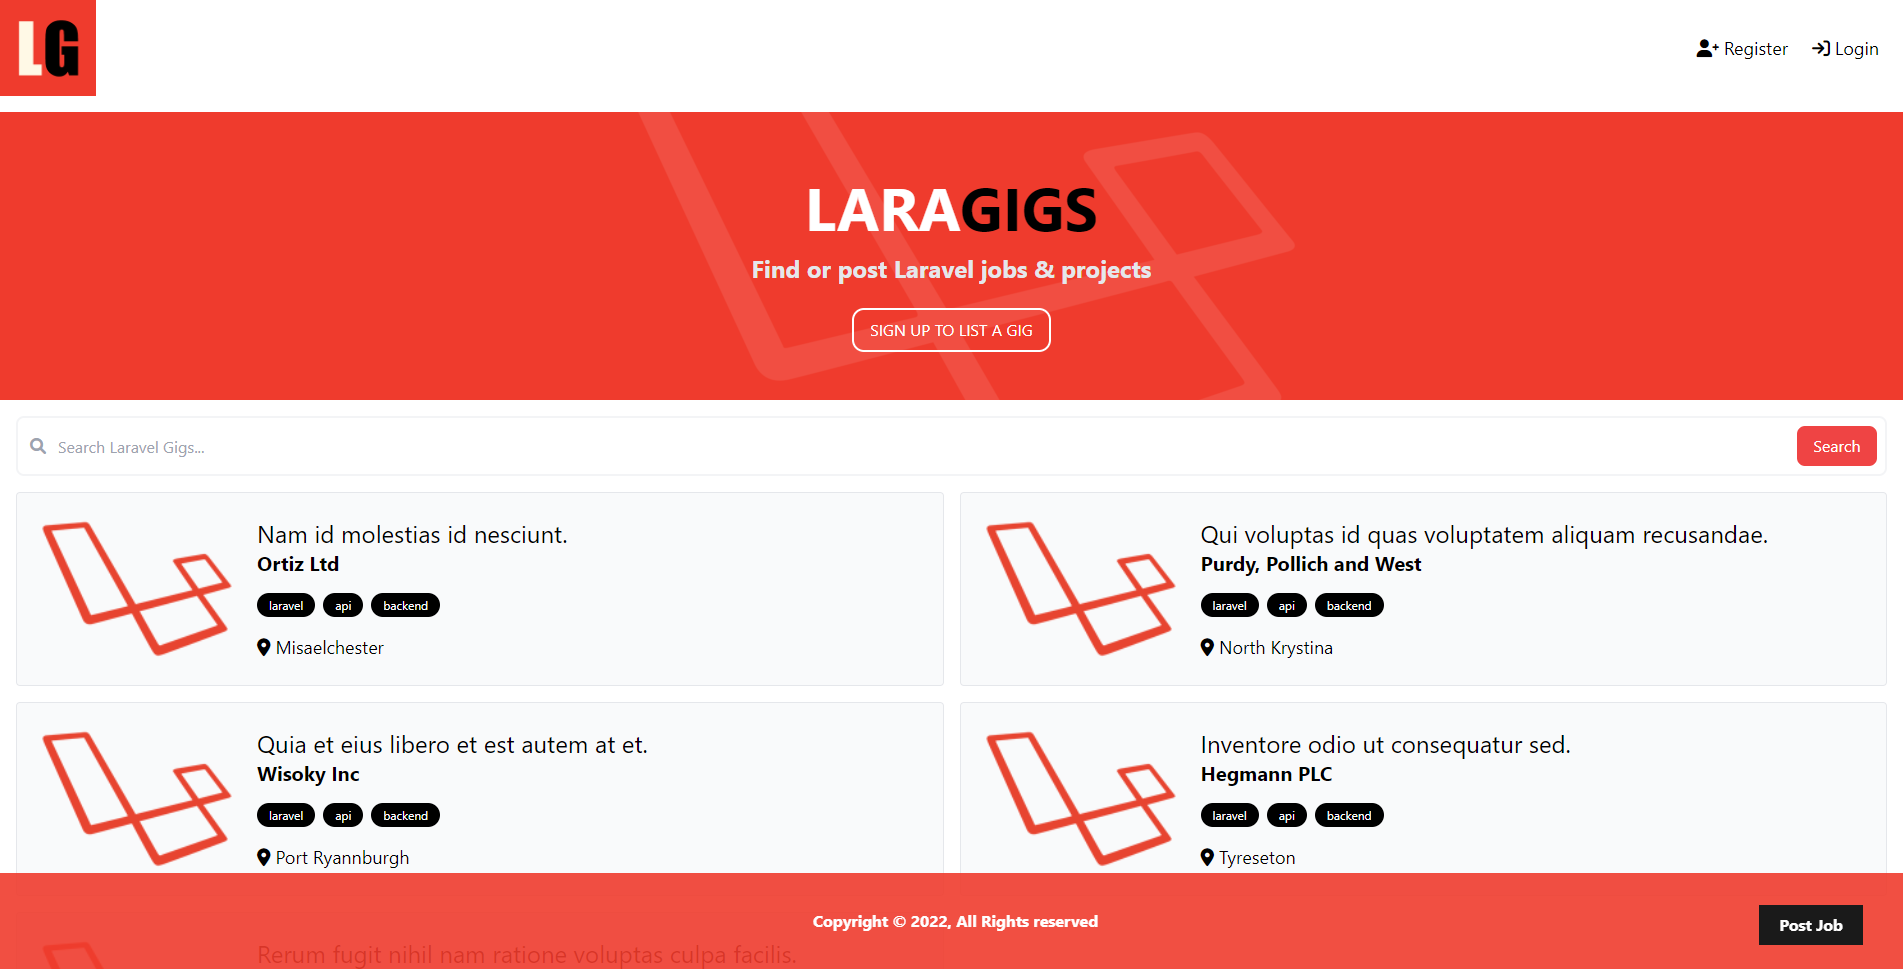 LG
Register
Login
LARAGIGS
Find or post Laravel jobs & projects
SIGN UP TO LIST A GIG
Search Laravel Gigs...
Search
Nam id molestias id nesciunt.
Ortiz Ltd
laravel api backend
Misaelchester
Qui voluptas id quas voluptatem aliquam recusandae.
Purdy, Pollich and West
laravel api backend
North Krystina
Quia et eius libero et est autem at et.
Wisoky Inc
laravel api backend
Port Ryannburgh
Inventore odio ut consequatur sed.
Hegmann PLC
laravel api backend
Tyreseton
Copyright © 2022, All Rights reserved
Post Job
Rerum fugit nihil nam ratione voluptas culpa facilis.